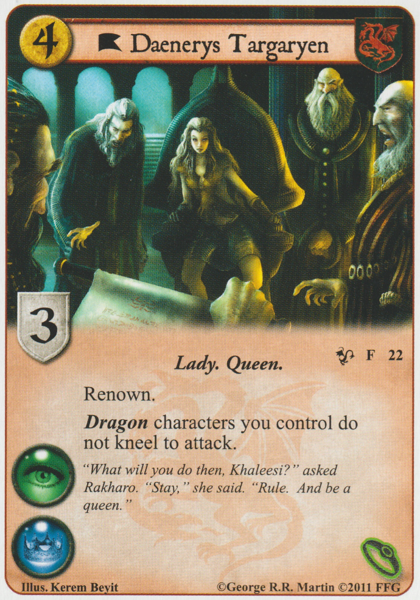 4
Daenerys Targaryen
3
Lady. Queen.
F 22
Renown.
Dragon characters you control do
not kneel to attack.
“What will you do then, Khaleesi?” asked
Rakharo. “Stay,” she said. “Rule. And be a
queen.”
Illus. Kerem Beyit
©George R.R. Martin ©2011 FFG